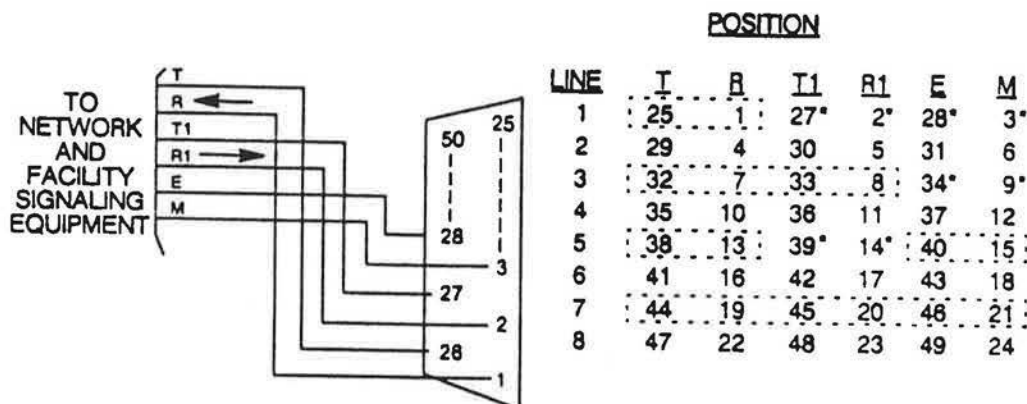 POSITION
LINE T R T1 R1 E M
1 25 1 27* 2* 28* 3*
2 29 4 30 5 31 6
3 32 7 33 8 34* 9*
4 35 10 36 11 37 12
5 38 13 39* 14* 40 15
6 41 16 42 17 43 18
7 44 19 45 20 46 21
8 47 22 48 23 49 24
TO
NETWORK
AND
FACILITY
SIGNALING
EQUIPMENT
T
R
T1
R1
E
M
25
50
28
3
27
2
28
1